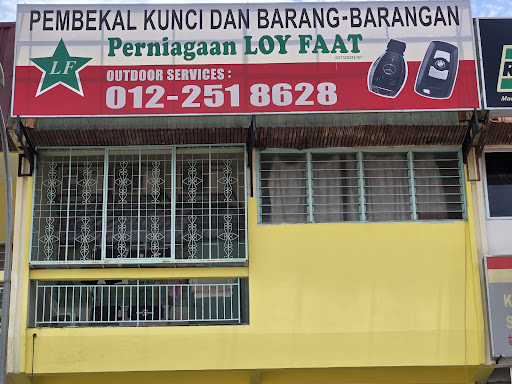 PEMBEKAL KUNCI DAN BARANG-BARANGAN
LF
Perniagaan LOY FAAT
OUTDOOR SERVICES :
012-251 8628